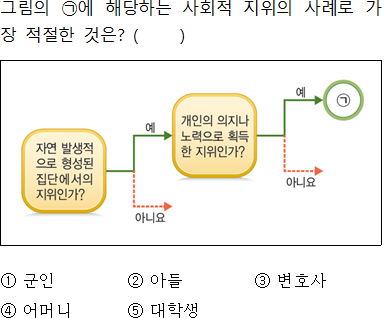 그림의 ㉠에 해당하는 사회적 지위의 사례로 가
장 적절한 것은? (      )
자연 발생적
으로 형성된
집단에서의
지위인가?
예
아니요
개인의 의지나
노력으로 획득
한 지위인가?
예
아니요
㉠
① 군인 ② 아들 ③ 변호사
④ 어머니 ⑤ 대학생